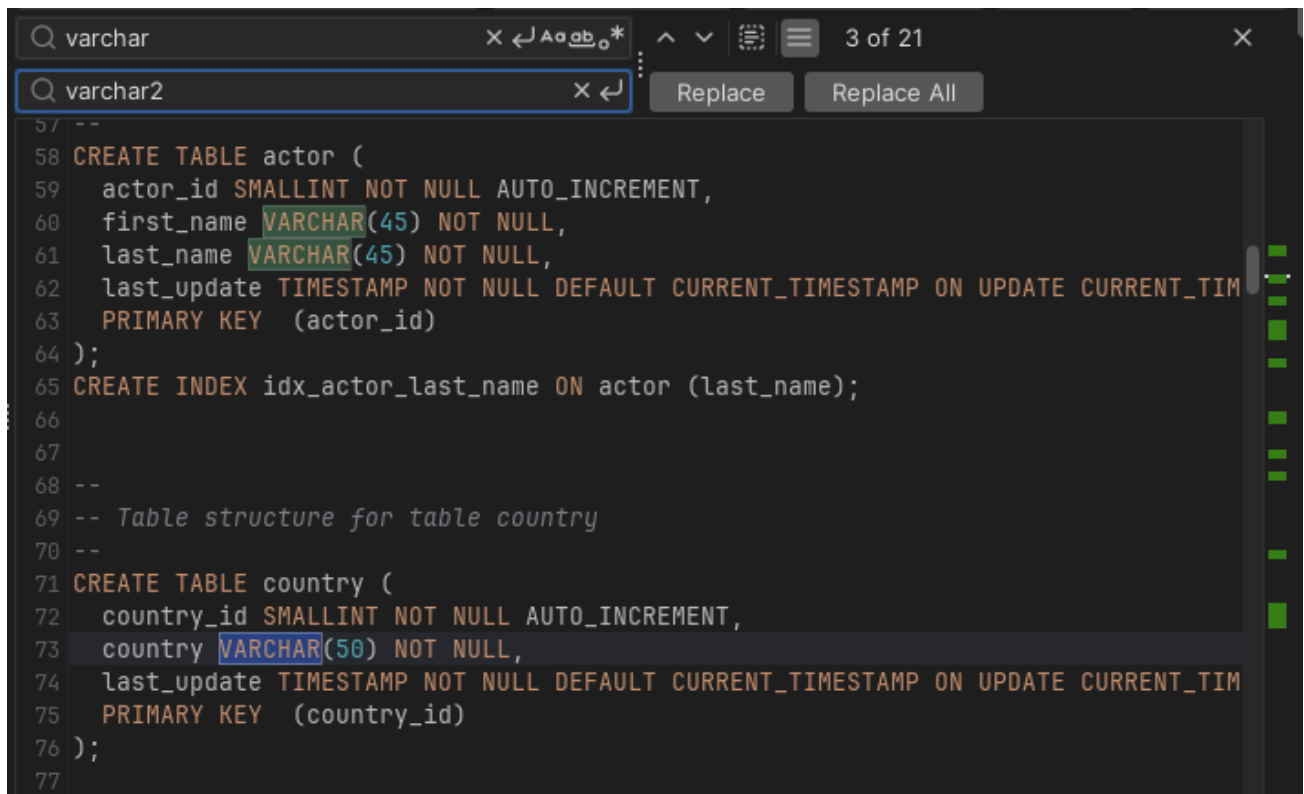 varchar
3 of 21
varchar2
Replace
Replace All
57 --
58 CREATE TABLE actor (
59 actor_id SMALLINT NOT NULL AUTO_INCREMENT,
60 first_name VARCHAR(45) NOT NULL,
61 last_name VARCHAR(45) NOT NULL,
62 last_update TIMESTAMP NOT NULL DEFAULT CURRENT_TIMESTAMP ON UPDATE CURRENT_TIM
63 PRIMARY KEY  (actor_id)
64 );
65 CREATE INDEX idx_actor_last_name ON actor (last_name);
66
67
68 --
69 -- Table structure for table country
70 --
71 CREATE TABLE country (
72 country_id SMALLINT NOT NULL AUTO_INCREMENT,
73 country VARCHAR(50) NOT NULL,
74 last_update TIMESTAMP NOT NULL DEFAULT CURRENT_TIMESTAMP ON UPDATE CURRENT_TIM
75 PRIMARY KEY  (country_id)
76 );
77